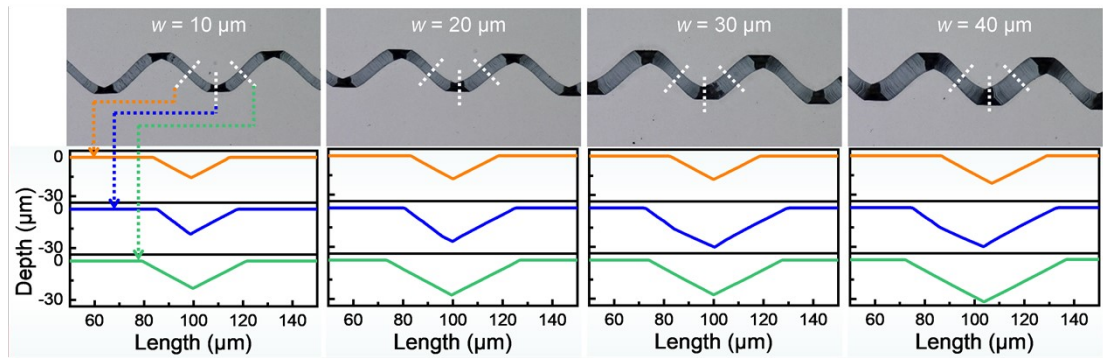 w = 10 μm
w = 20 μm
w = 30 μm
w = 40 μm
Depth (μm)
0
-30
0
-30
0
-30
60 80 100 120 140
60 80 100 120 140
60 80 100 120 140
60 80 100 120 140
Length (μm)
Length (μm)
Length (μm)
Length (μm)